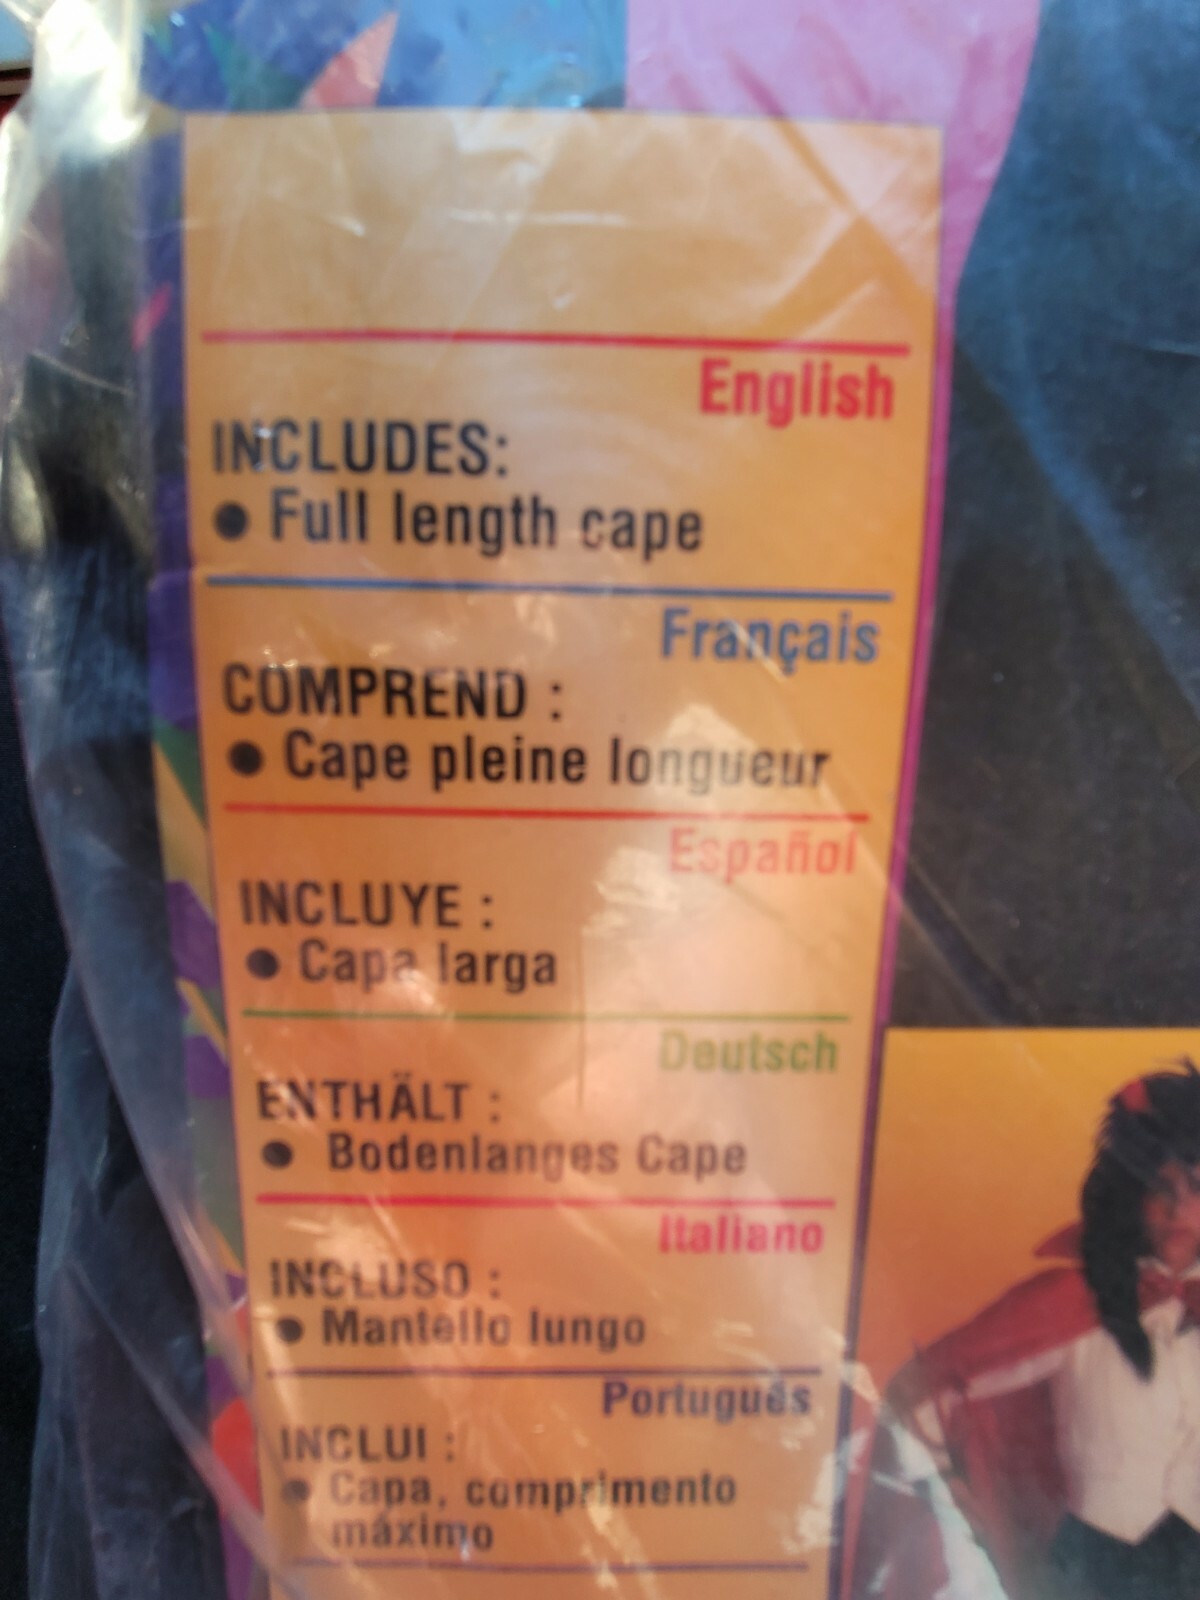 English
INCLUDES:
● Full length cape
Français
COMPREND :
● Cape pleine longueur
Español
INCLUYE :
● Capa larga
Deutsch
ENTHÄLT :
● Bodenlanges Cape
Italiano
INCLUSO :
● Mantello lungo
Português
INCLUI :
● Capa, comprimento
máximo